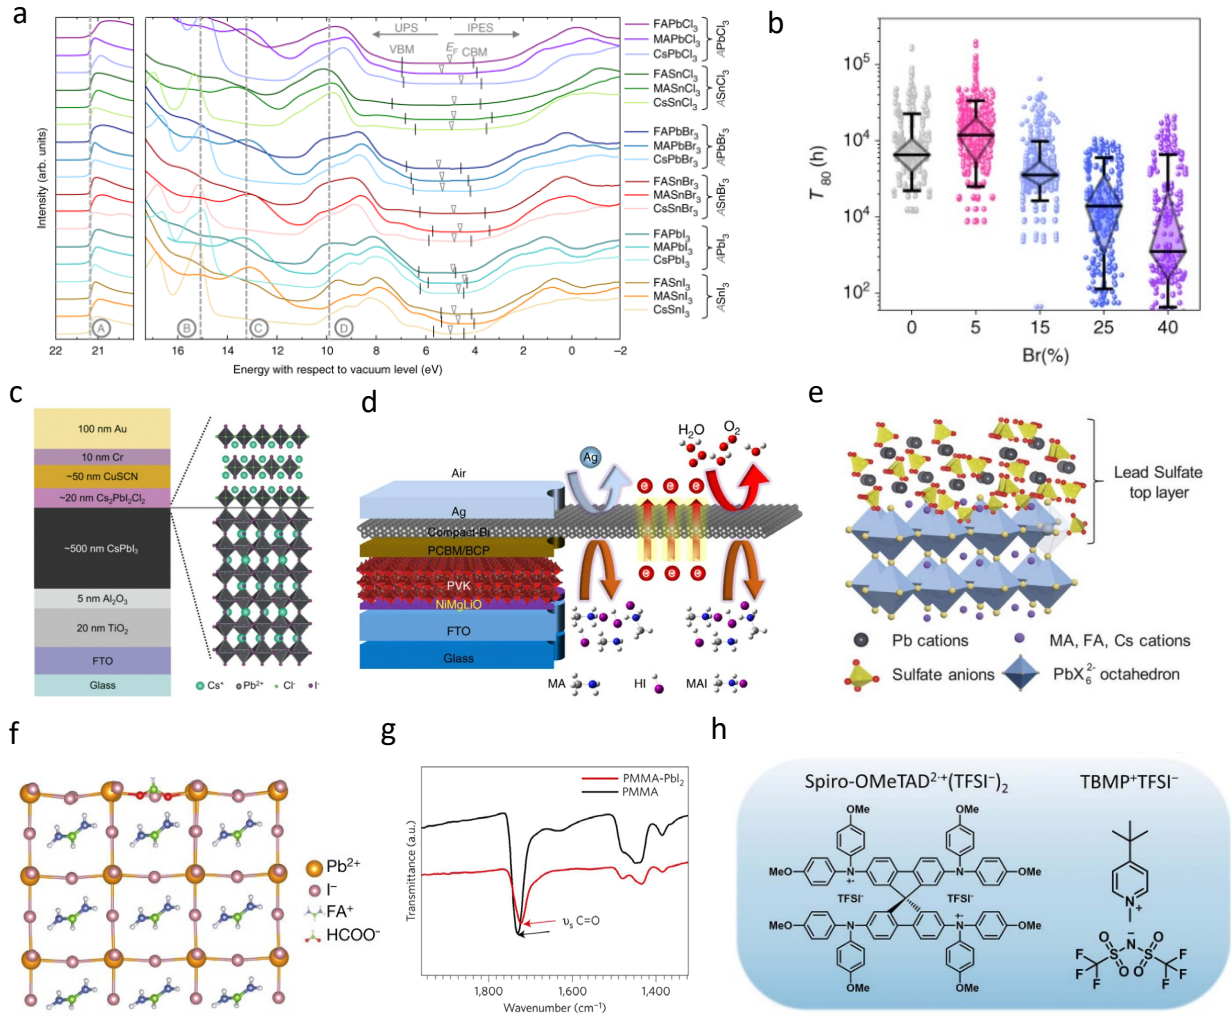 a
Intensity (arb. units)
UPS
IPES
VBM
E_F
CBM
FAPbCl3
MAPbCl3
CsPbCl3
APbCl3
FASnCl3
MASnCl3
CsSnCl3
ASnCl3
FAPbBr3
MAPbBr3
CsPbBr3
APbBr3
FASnBr3
MASnBr3
CsSnBr3
ASnBr3
FAPbI3
MAPbI3
CsPbI3
APbI3
FASnI3
MASnI3
CsSnI3
ASnI3
A
B
C
D
22 21 16 14 12 10 8 6 4 2 0 −2
Energy with respect to vacuum level (eV)
b
T80 (h)
10^5
10^4
10^4
10^2
0 5 15 25 40
Br(%)
c
100 nm Au
10 nm Cr
~50 nm CuSCN
~20 nm Cs2PbI2Cl2
~500 nm CsPbI3
5 nm Al2O3
20 nm TiO2
FTO
Glass
Cs+ Pb2+ Cl- I-
d
H2O
O2
Ag
Air
Ag
Compact-Bi
PCBM/BCP
PVK
NiMgLiO
FTO
Glass
MA
HI
MAI
e
Lead Sulfate
top layer
Pb cations
MA, FA, Cs cations
Sulfate anions
PbX6^2- octahedron
f
Pb2+
I−
FA+
HCOO−
g
PMMA-PbI2
PMMA
Transmittance (a.u.)
υs C=O
1,800 1,600 1,400
Wavenumber (cm−1)
h
Spiro-OMeTAD2·+(TFSI−)2
TBMP+TFSI−
OMe
OMe
MeO
N
+·
N
OMe
TFSI-
TFSI-
MeO
N
N
+·
OMe
OMe
OMe
N
+
−
O
N
O
S
S
O
O
F
F
F
F
F
F